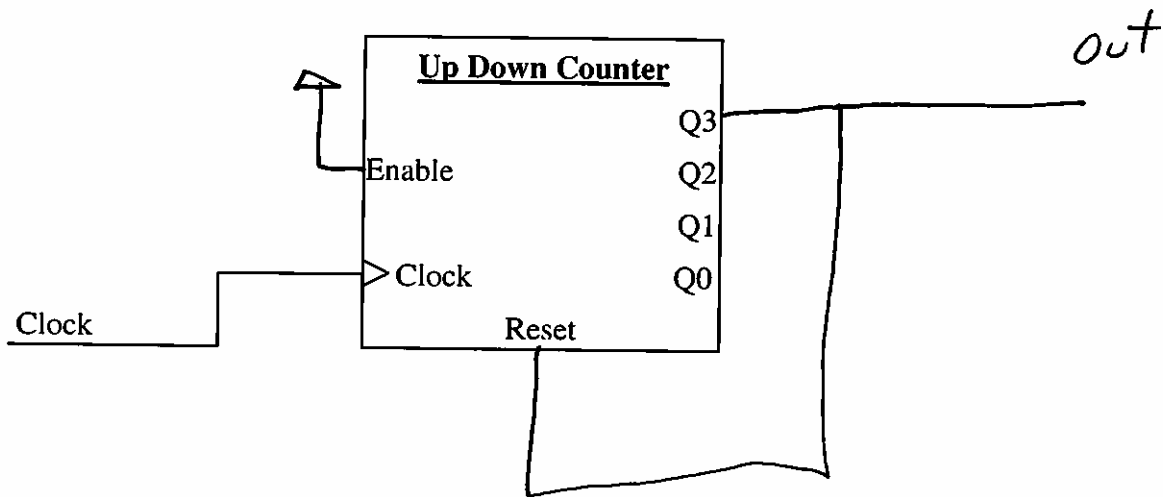 out
Up Down Counter
Q3
Enable
Q2
Q1
Clock
Q0
Clock
Reset